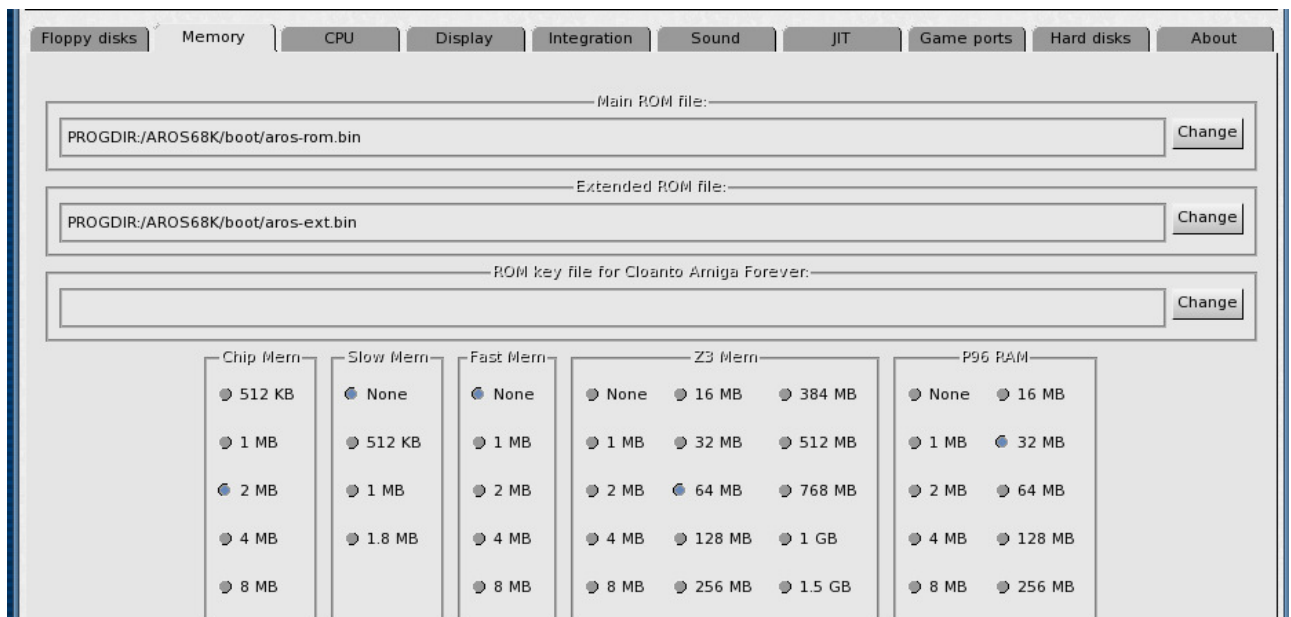 Floppy disks Memory CPU Display Integration Sound JIT Game ports Hard disks About
Main ROM file:
PROGDIR:/AROS68K/boot/aros-rom.bin Change
Extended ROM file:
PROGDIR:/AROS68K/boot/aros-ext.bin Change
ROM key file for Cloanto Amiga Forever:
Change
Chip Mem Slow Mem Fast Mem Z3 Mem P96 RAM
512 KB None None None 16 MB 384 MB None 16 MB
1 MB 512 KB 1 MB 1 MB 32 MB 512 MB 1 MB 32 MB
2 MB 1 MB 2 MB 2 MB 64 MB 768 MB 2 MB 64 MB
4 MB 1.8 MB 4 MB 4 MB 128 MB 1 GB 4 MB 128 MB
8 MB 8 MB 8 MB 256 MB 1.5 GB 8 MB 256 MB